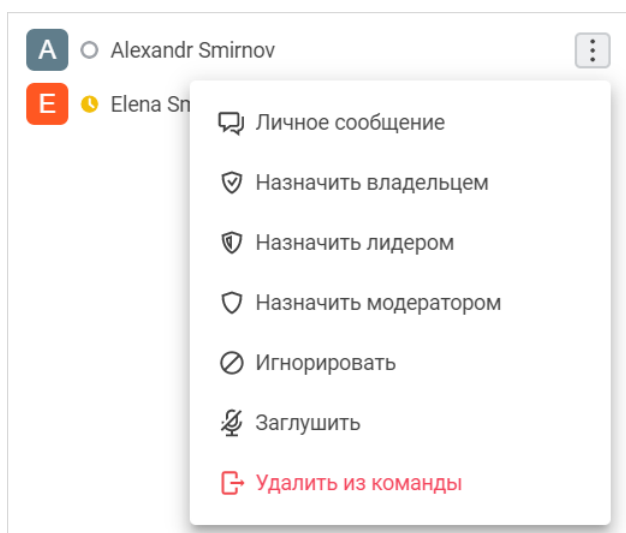 A Alexandr Smirnov
E Elena Sm
Личное сообщение
Назначить владельцем
Назначить лидером
Назначить модератором
Игнорировать
Заглушить
Удалить из команды